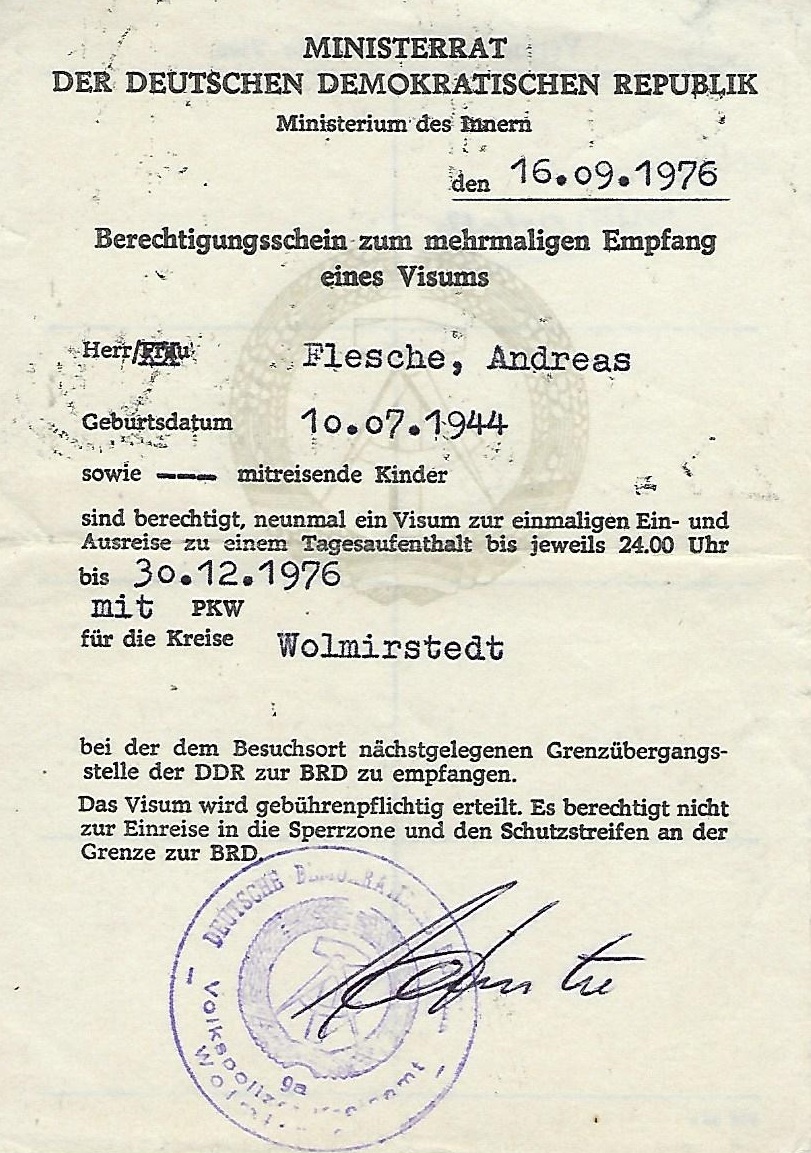 MINISTERRAT
DER DEUTSCHEN DEMOKRATISCHEN REPUBLIK
Ministerium des Innern
den 16.09.1976
Berechtigungsschein zum mehrmaligen Empfang
eines Visums
Herr/Frau Flesche, Andreas
Geburtsdatum 10.07.1944
sowie --- mitreisende Kinder
sind berechtigt, neunmal ein Visum zur einmaligen Ein- und
Ausreise zu einem Tagesaufenthalt bis jeweils 24.00 Uhr
bis 30.12.1976
mit PKW
für die Kreise Wolmirstedt
bei der dem Besuchsort nächstgelegenen Grenzübergangs-
stelle der DDR zur BRD zu empfangen.
Das Visum wird gebührenpflichtig erteilt. Es berechtigt nicht
zur Einreise in die Sperrzone und den Schutzstreifen an der
Grenze zur BRD.
DEUTSCHE
9a